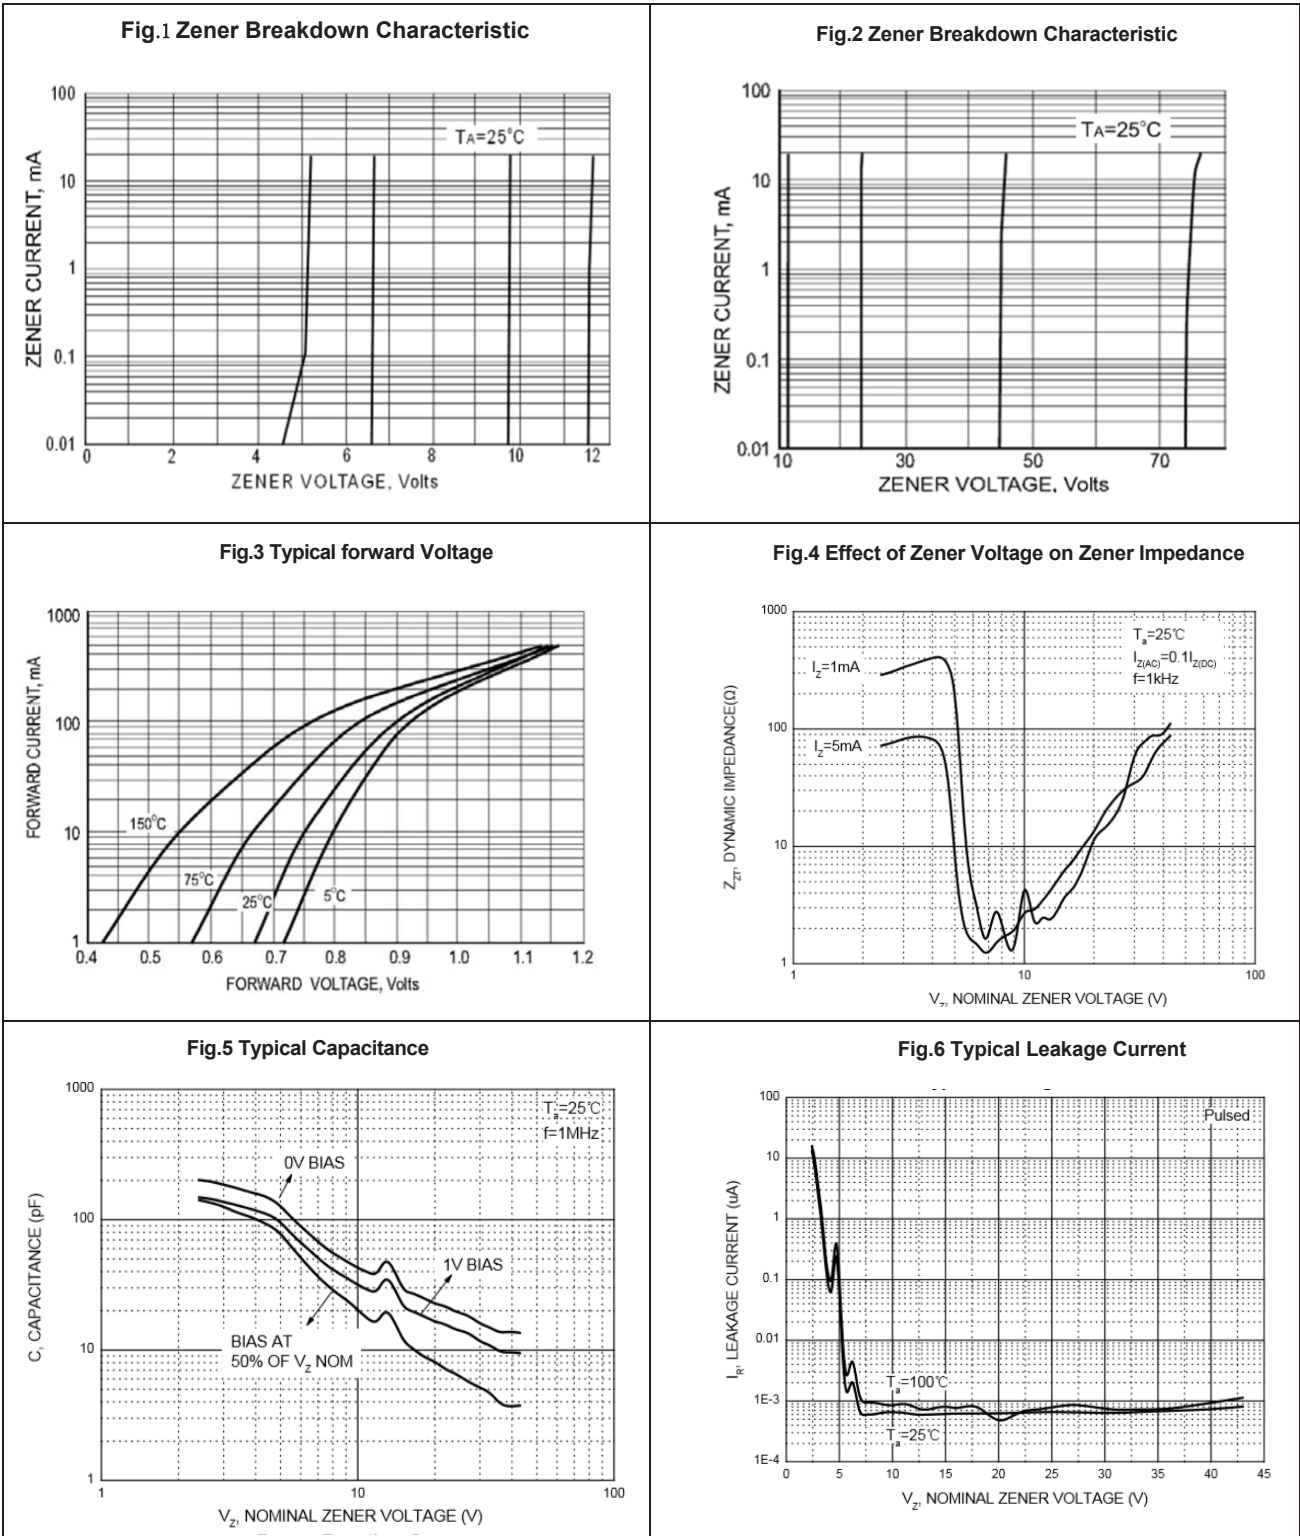 Fig.1 Zener Breakdown Characteristic
100
10
1
0.1
0.01
TA=25°C
ZENER CURRENT, mA
0 2 4 6 8 10 12
ZENER VOLTAGE, Volts
Fig.2 Zener Breakdown Characteristic
100
10
1
0.1
0.01
TA=25°C
ZENER CURRENT, mA
10 30 50 70
ZENER VOLTAGE, Volts
Fig.3 Typical forward Voltage
1000
100
10
1
FORWARD CURRENT, mA
150°C
75°C
25°C
5°C
0.4 0.5 0.6 0.7 0.8 0.9 1.0 1.1 1.2
FORWARD VOLTAGE, Volts
Fig.4 Effect of Zener Voltage on Zener Impedance
1000
100
10
1
ZZT, DYNAMIC IMPEDANCE(Ω)
IZ=1mA
IZ=5mA
Ta=25℃
IZ(AC)=0.1IZ(DC)
f=1kHz
1 10 100
VZ, NOMINAL ZENER VOLTAGE (V)
Fig.5 Typical Capacitance
1000
100
10
1
C, CAPACITANCE (pF)
Ta=25℃
f=1MHz
0V BIAS
1V BIAS
BIAS AT
50% OF VZ NOM
10 100
VZ, NOMINAL ZENER VOLTAGE (V)
Fig.6 Typical Leakage Current
100
10
1
0.1
0.01
1E-3
1E-4
IR, LEAKAGE CURRENT (uA)
Pulsed
Ta=100℃
Ta=25℃
0 5 10 15 20 25 30 35 40 45
VZ, NOMINAL ZENER VOLTAGE (V)